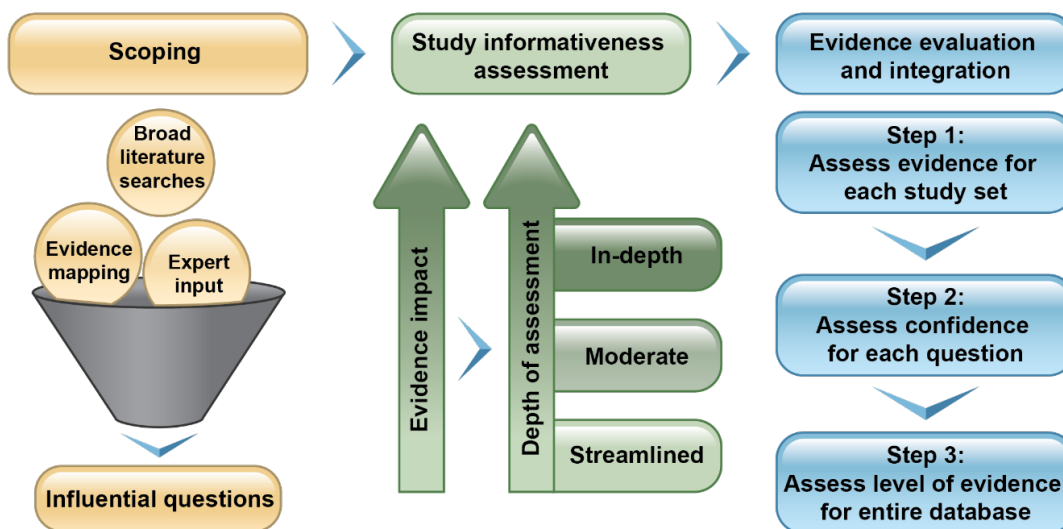 Scoping
Broad
literature
searches
Evidence
mapping
Expert
input
Influential questions
Study informativeness
assessment
Evidence impact
Depth of assessment
In-depth
Moderate
Streamlined
Evidence evaluation
and integration
Step 1:
Assess evidence for
each study set
Step 2:
Assess confidence
for each question
Step 3:
Assess level of evidence
for entire database